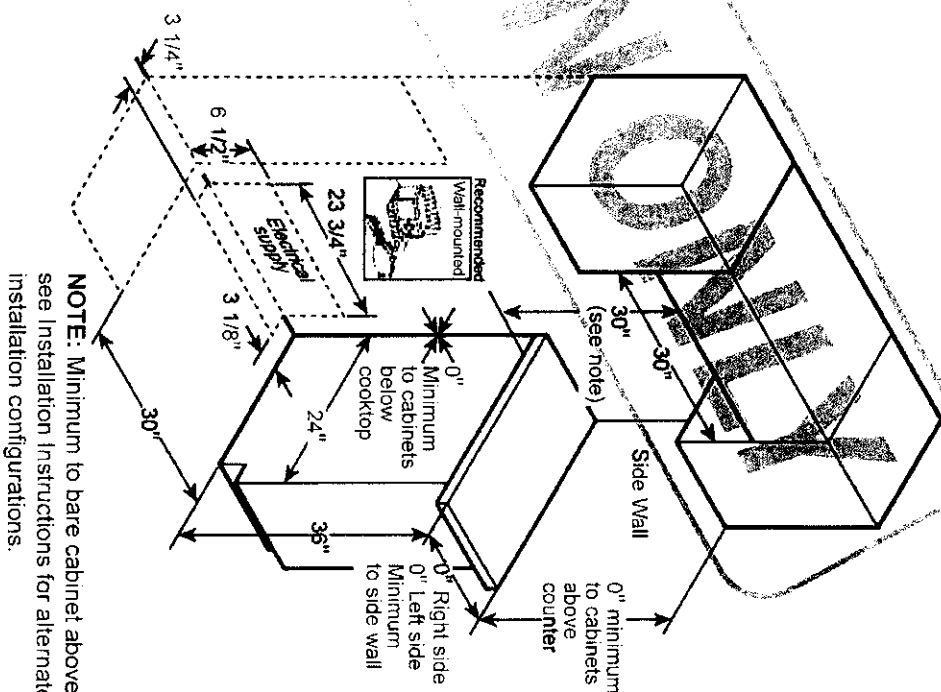 0" minimum
to cabinets
above
counter
0" Right side
0" Left side
Minimum
to side wall
Side Wall
30"
30"
(see note)
36"
0"
Minimum
to cabinets
below
cooktop
24"
30"
Recommended
Wall-mounted
23 3/4"
Electrical
supply
3 1/8"
6 1/2"
3 1/4"
NOTE: Minimum to bare cabinet above
see Installation Instructions for alternate
installation configurations.